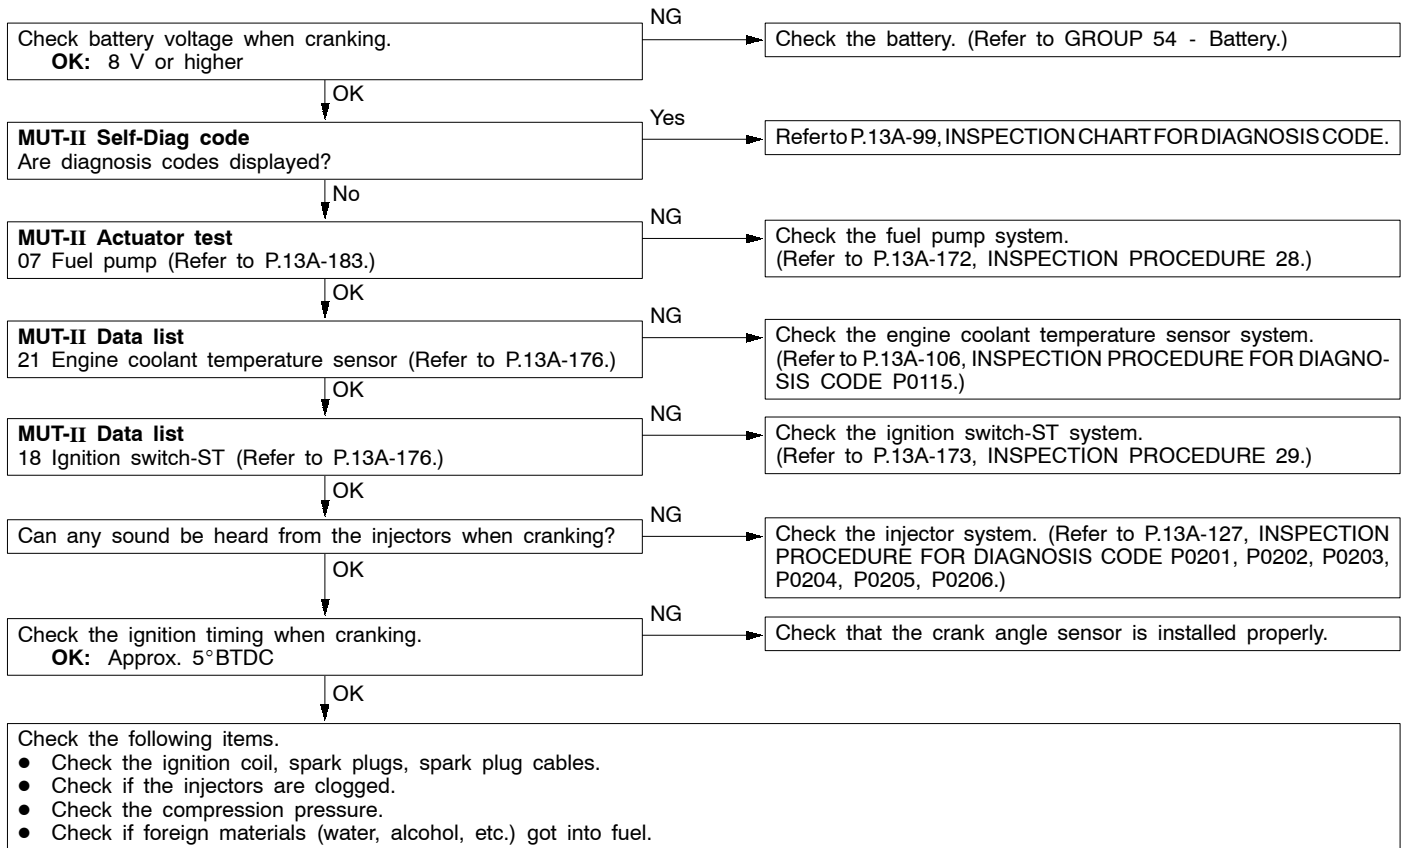 NG
Check battery voltage when cranking.
OK: 8 V or higher
Check the battery. (Refer to GROUP 54 - Battery.)
OK
MUT-II Self-Diag code
Are diagnosis codes displayed?
Yes
Refer to P.13A-99, INSPECTION CHART FOR DIAGNOSIS CODE.
No
MUT-II Actuator test
07 Fuel pump (Refer to P.13A-183.)
NG
Check the fuel pump system.
(Refer to P.13A-172, INSPECTION PROCEDURE 28.)
OK
MUT-II Data list
21 Engine coolant temperature sensor (Refer to P.13A-176.)
NG
Check the engine coolant temperature sensor system.
(Refer to P.13A-106, INSPECTION PROCEDURE FOR DIAGNO-
SIS CODE P0115.)
OK
MUT-II Data list
18 Ignition switch-ST (Refer to P.13A-176.)
NG
Check the ignition switch-ST system.
(Refer to P.13A-173, INSPECTION PROCEDURE 29.)
OK
Can any sound be heard from the injectors when cranking?
NG
Check the injector system. (Refer to P.13A-127, INSPECTION
PROCEDURE FOR DIAGNOSIS CODE P0201, P0202, P0203,
P0204, P0205, P0206.)
OK
Check the ignition timing when cranking.
OK: Approx. 5°BTDC
NG
Check that the crank angle sensor is installed properly.
OK
Check the following items.
● Check the ignition coil, spark plugs, spark plug cables.
● Check if the injectors are clogged.
● Check the compression pressure.
● Check if foreign materials (water, alcohol, etc.) got into fuel.